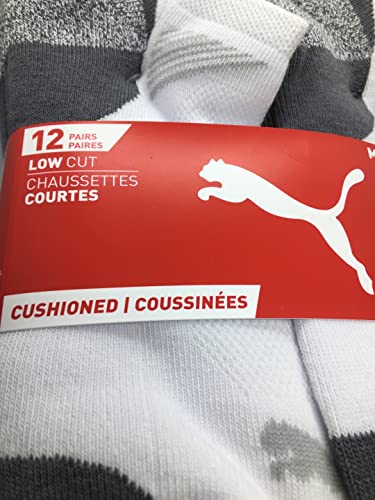 12 PAIRS
PAIRES
LOW CUT
CHAUSSETTES
COURTES
CUSHIONED | COUSSINÉES